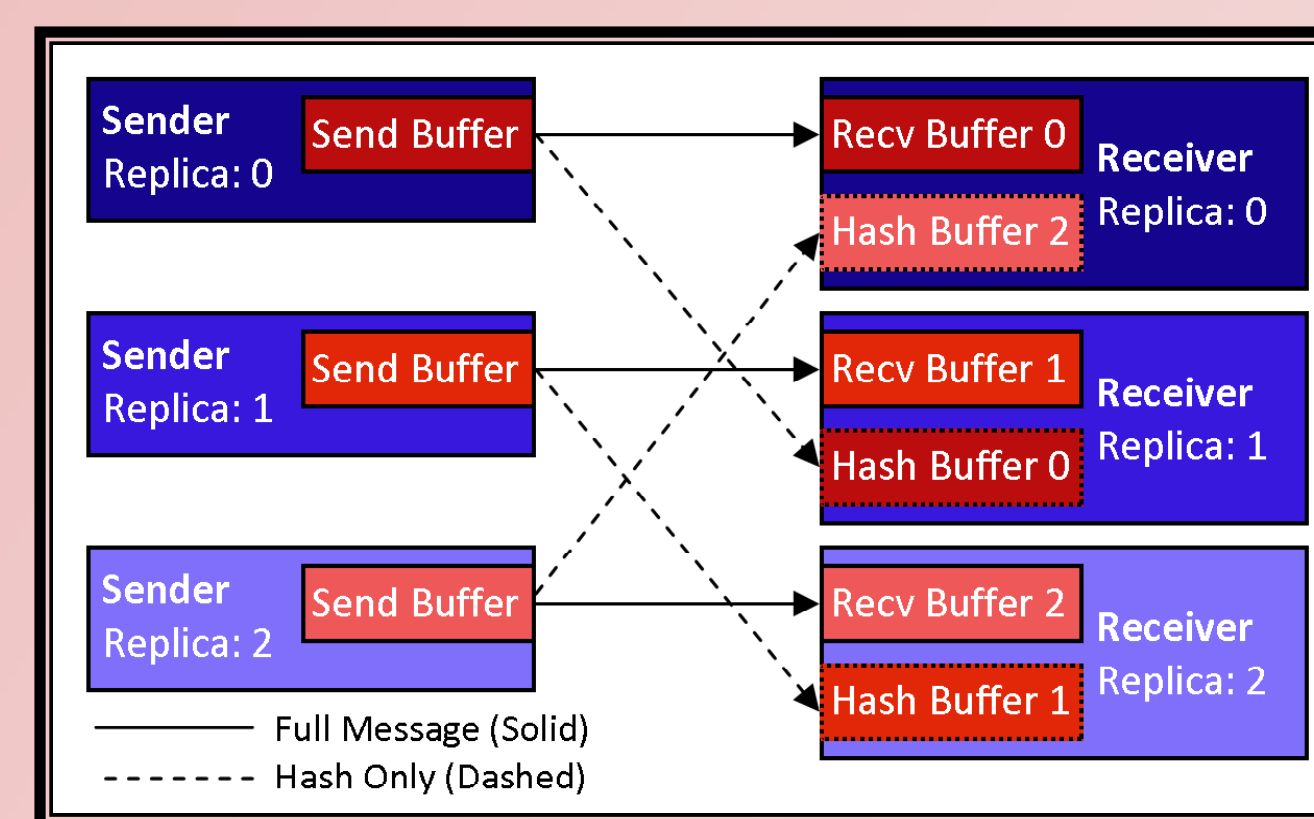 Sender
Replica: 0
Send Buffer
Recv Buffer 0
Hash Buffer 2
Receiver
Replica: 0
Sender
Replica: 1
Send Buffer
Recv Buffer 1
Hash Buffer 0
Receiver
Replica: 1
Sender
Replica: 2
Send Buffer
Recv Buffer 2
Hash Buffer 1
Receiver
Replica: 2
Full Message (Solid)
Hash Only (Dashed)